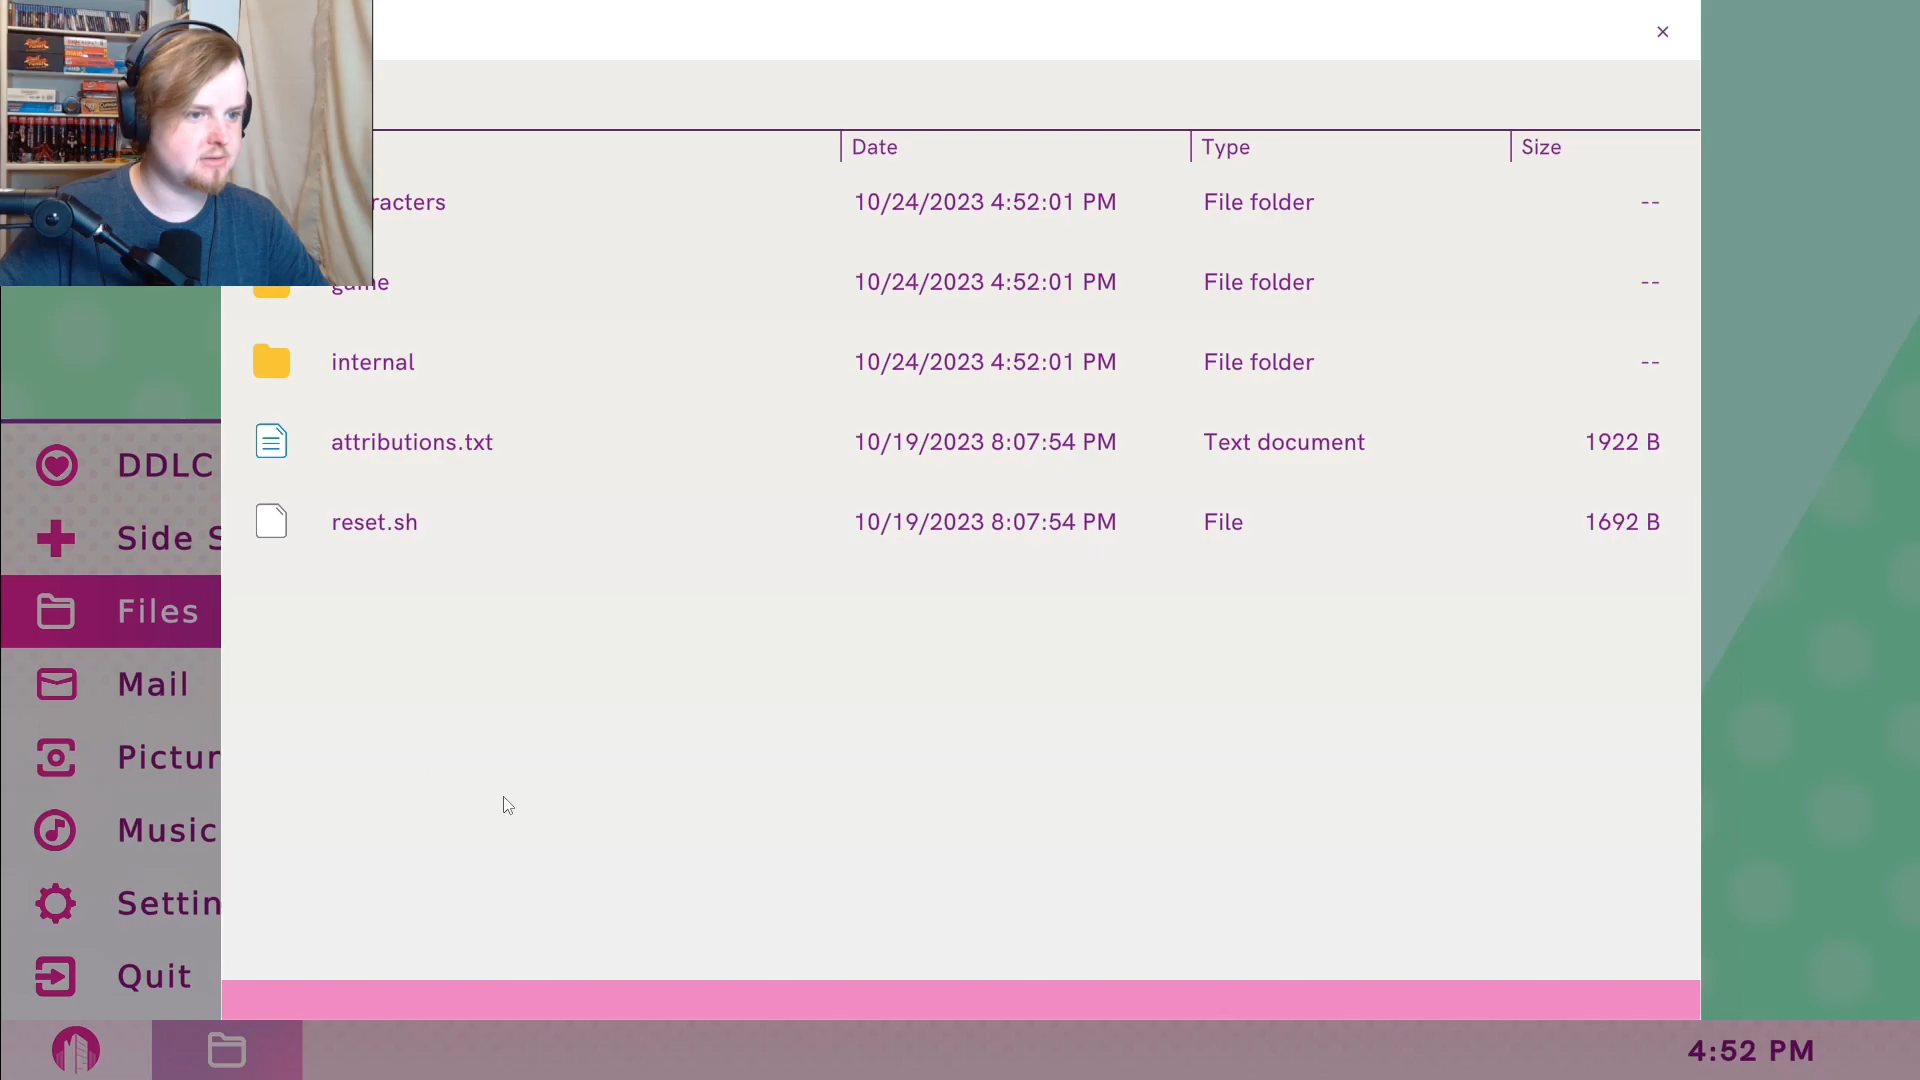 ×
Date Type Size
racters 10/24/2023 4:52:01 PM File folder --
game 10/24/2023 4:52:01 PM File folder --
internal 10/24/2023 4:52:01 PM File folder --
attributions.txt 10/19/2023 8:07:54 PM Text document 1922 B
reset.sh 10/19/2023 8:07:54 PM File 1692 B
DDLC
Side S
Files
Mail
Pictur
Music
Settin
Quit
4:52 PM